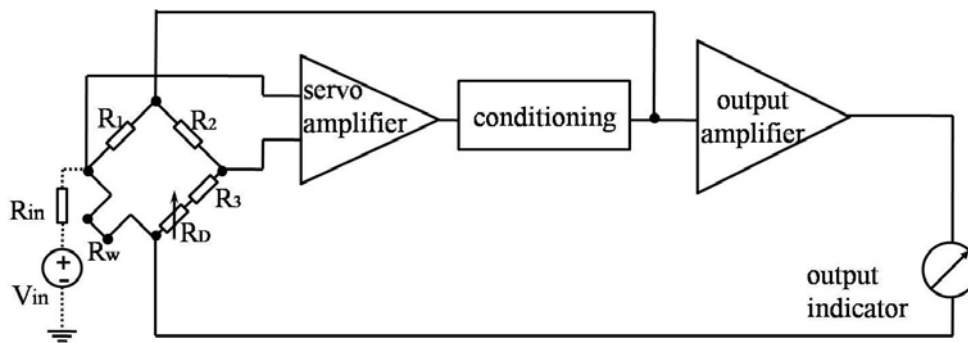 servo
amplifier
conditioning
output
amplifier
R1
R2
R3
RD
Rin
Rw
+
-
Vin
output
indicator